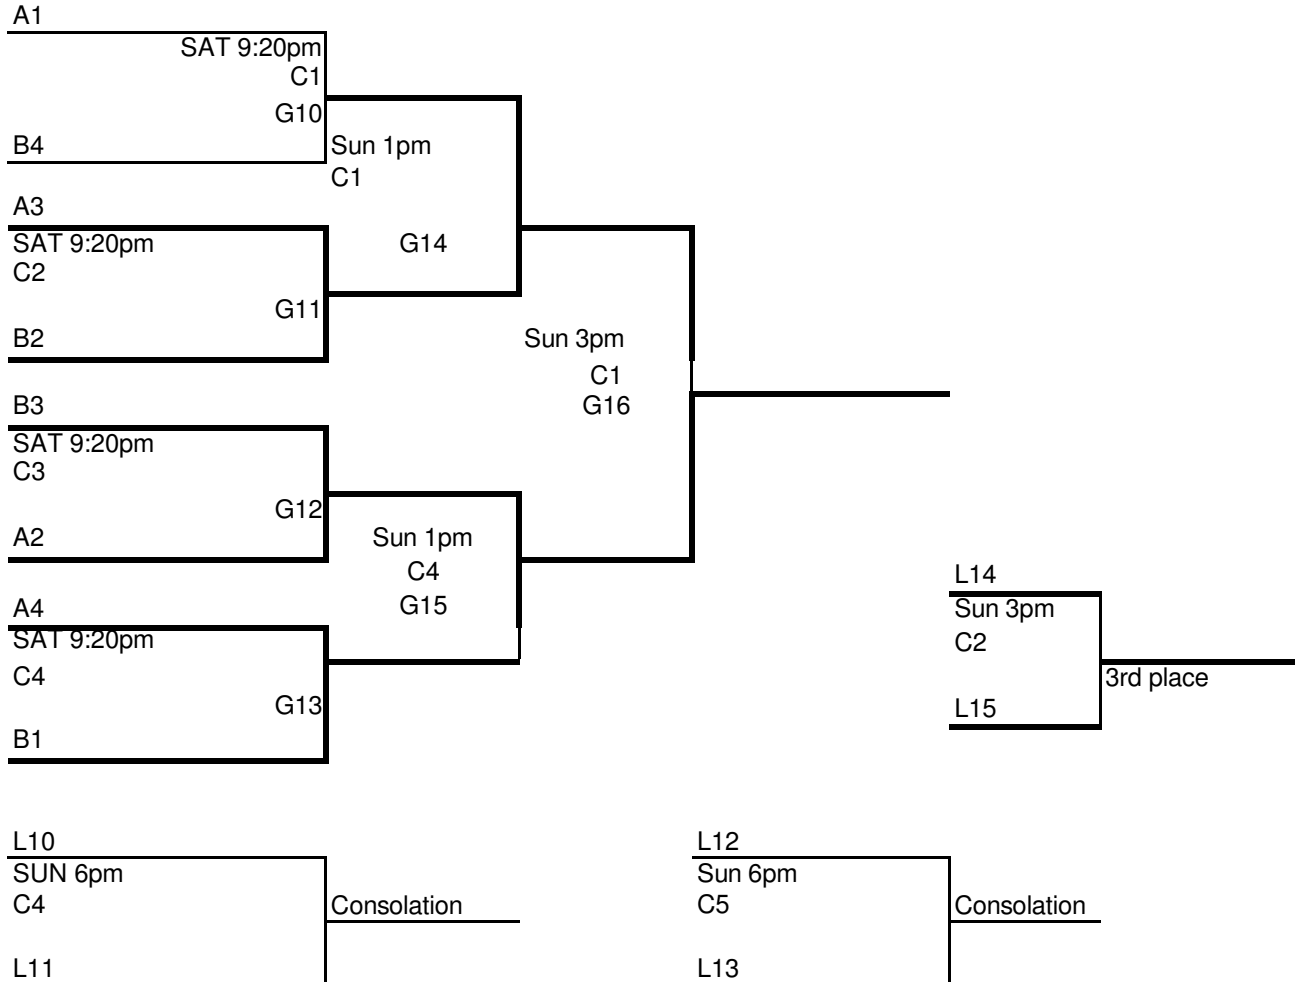 A1
SAT 9:20pm
C1
G10
B4
Sun 1pm
C1
A3
SAT 9:20pm
C2
G14
G11
B2
Sun 3pm
C1
G16
B3
SAT 9:20pm
C3
G12
A2
Sun 1pm
C4
G15
A4
SAT 9:20pm
C4
G13
B1
L14
Sun 3pm
C2
3rd place
L15
L10
SUN 6pm
C4
Consolation
L11
L12
Sun 6pm
C5
Consolation
L13